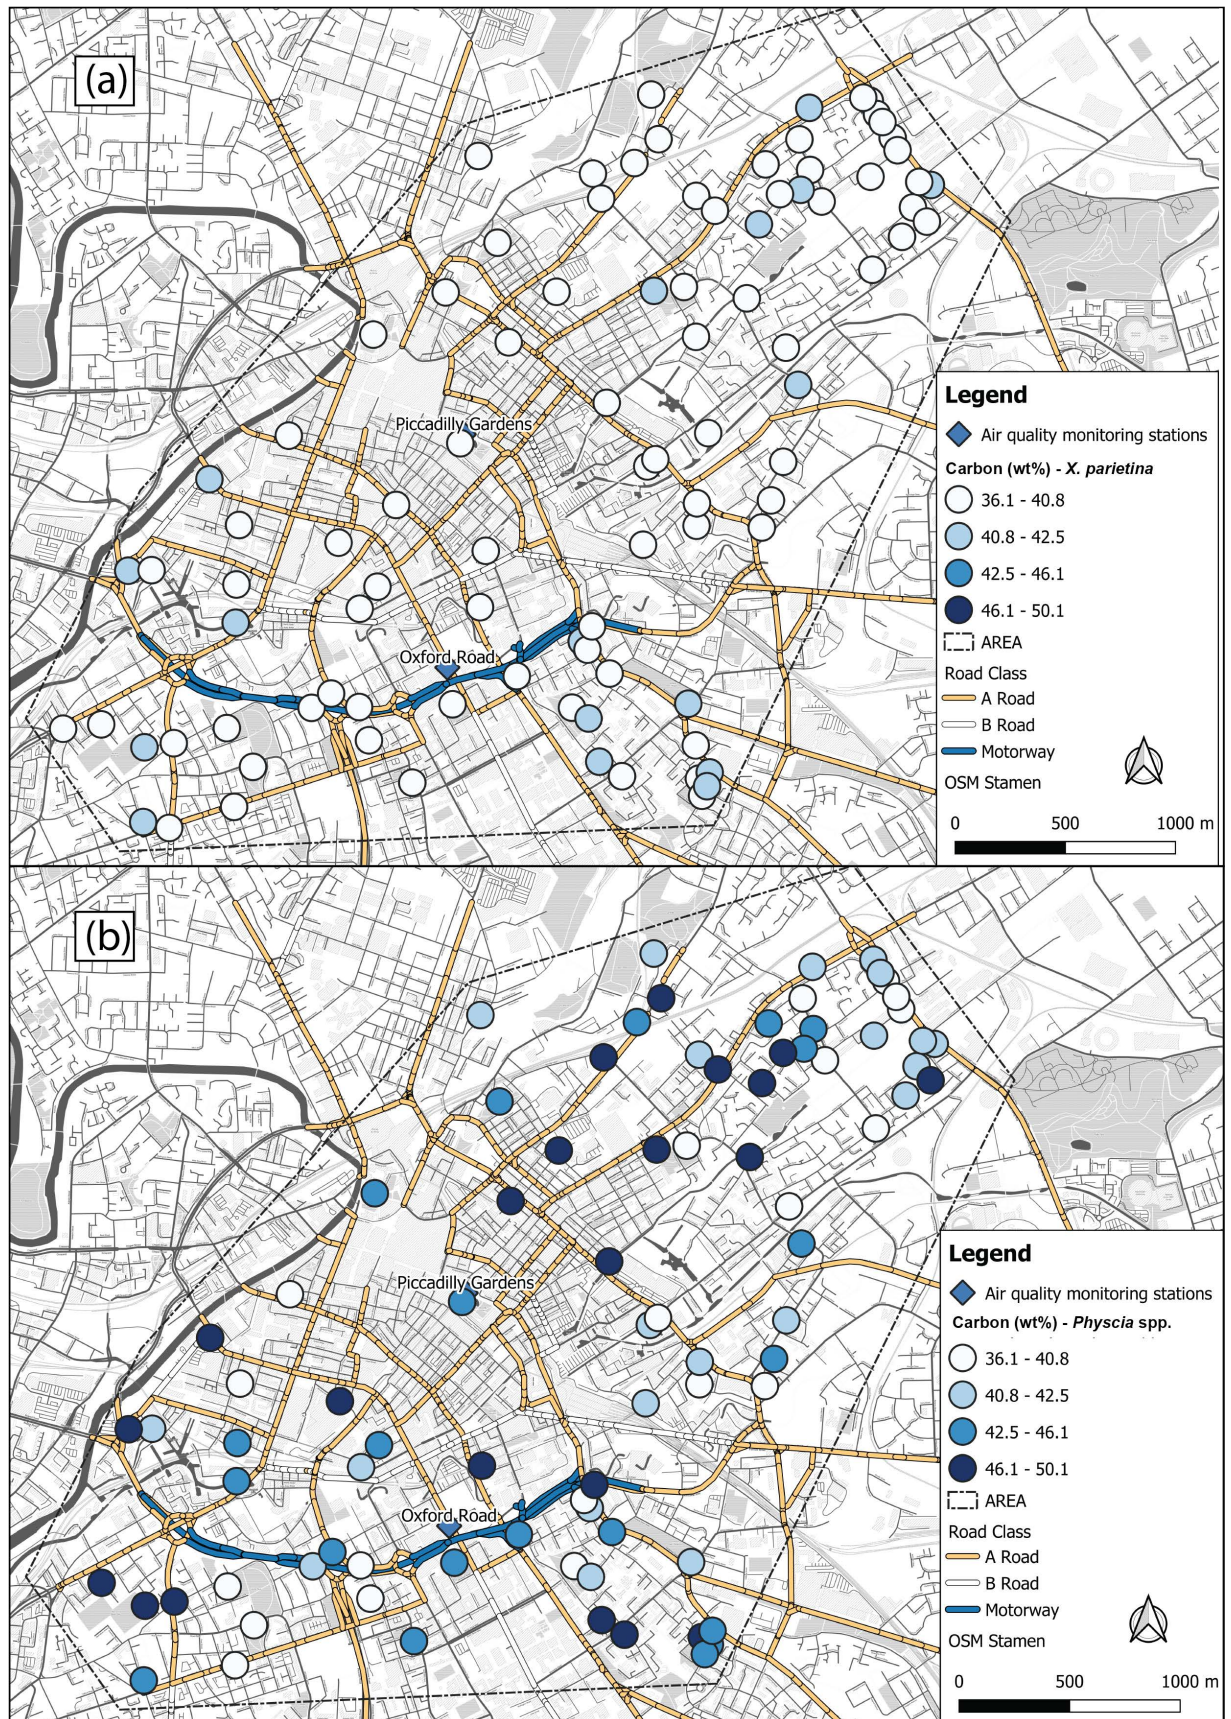 (a)
Piccadilly Gardens
Oxford Road
Legend
Air quality monitoring stations
Carbon (wt%) - X. parietina
36.1 - 40.8
40.8 - 42.5
42.5 - 46.1
46.1 - 50.1
AREA
Road Class
A Road
B Road
Motorway
OSM Stamen
0 500 1000 m
(b)
Piccadilly Gardens
Oxford Road
Legend
Air quality monitoring stations
Carbon (wt%) - Physcia spp.
36.1 - 40.8
40.8 - 42.5
42.5 - 46.1
46.1 - 50.1
AREA
Road Class
A Road
B Road
Motorway
OSM Stamen
0 500 1000 m